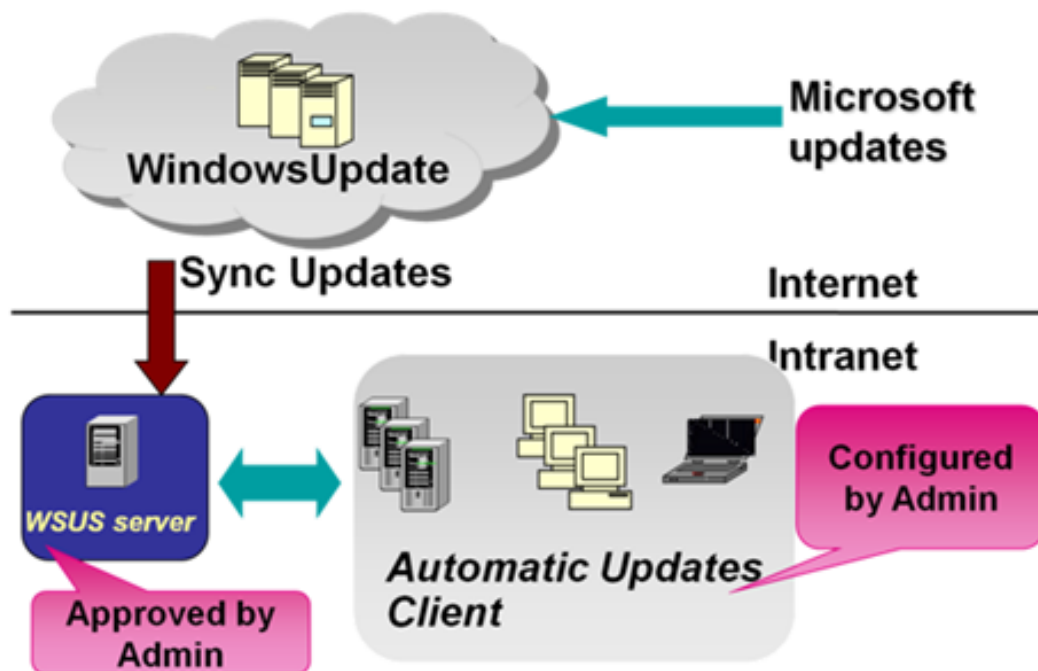 WindowsUpdate
Microsoft
updates
Sync Updates
Internet
Intranet
WSUS server
Configured
by Admin
Automatic Updates
Client
Approved by
Admin